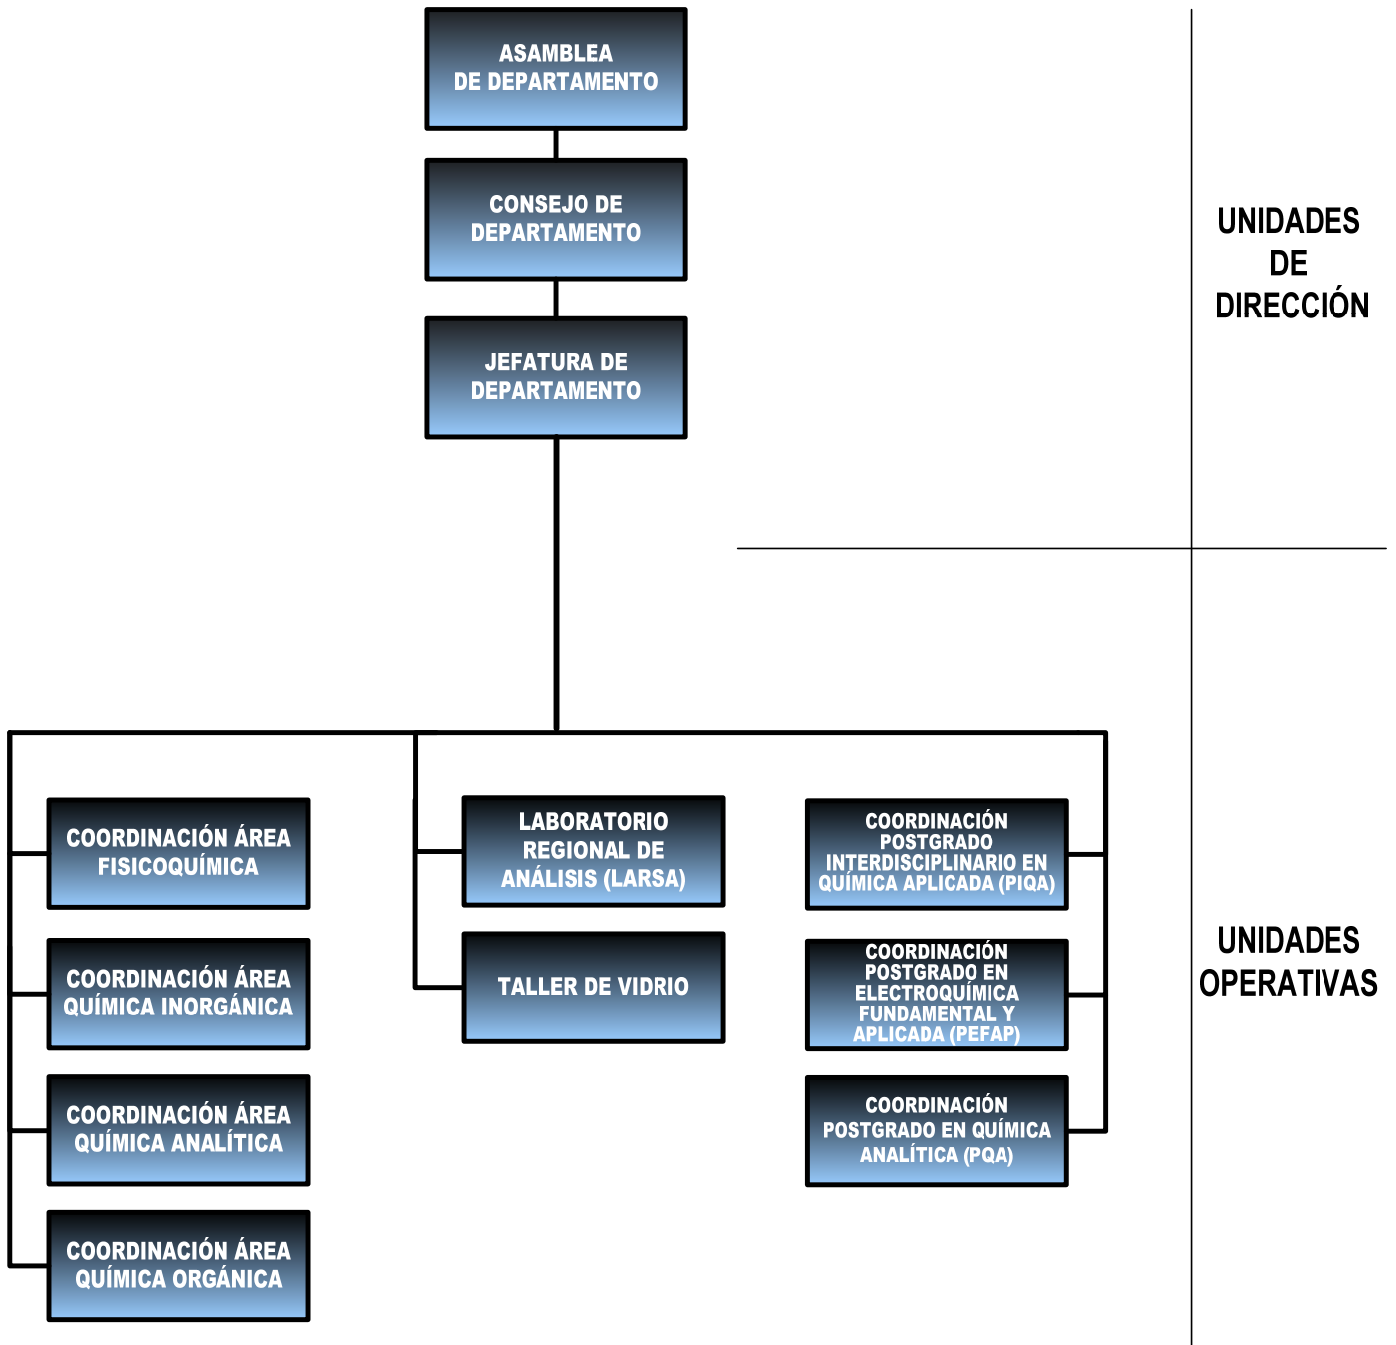 ASAMBLEA
DE DEPARTAMENTO
CONSEJO DE
DEPARTAMENTO
JEFATURA DE
DEPARTAMENTO
UNIDADES
DE
DIRECCIÓN
COORDINACIÓN ÁREA
FISICOQUÍMICA
COORDINACIÓN ÁREA
QUÍMICA INORGÁNICA
COORDINACIÓN ÁREA
QUÍMICA ANALÍTICA
COORDINACIÓN ÁREA
QUÍMICA ORGÁNICA
LABORATORIO
REGIONAL DE
ANÁLISIS (LARSA)
TALLER DE VIDRIO
COORDINACIÓN
POSTGRADO
INTERDISCIPLINARIO EN
QUÍMICA APLICADA (PIQA)
COORDINACIÓN
POSTGRADO EN
ELECTROQUÍMICA
FUNDAMENTAL Y
APLICADA (PEFAP)
COORDINACIÓN
POSTGRADO EN QUÍMICA
ANALÍTICA (PQA)
UNIDADES
OPERATIVAS